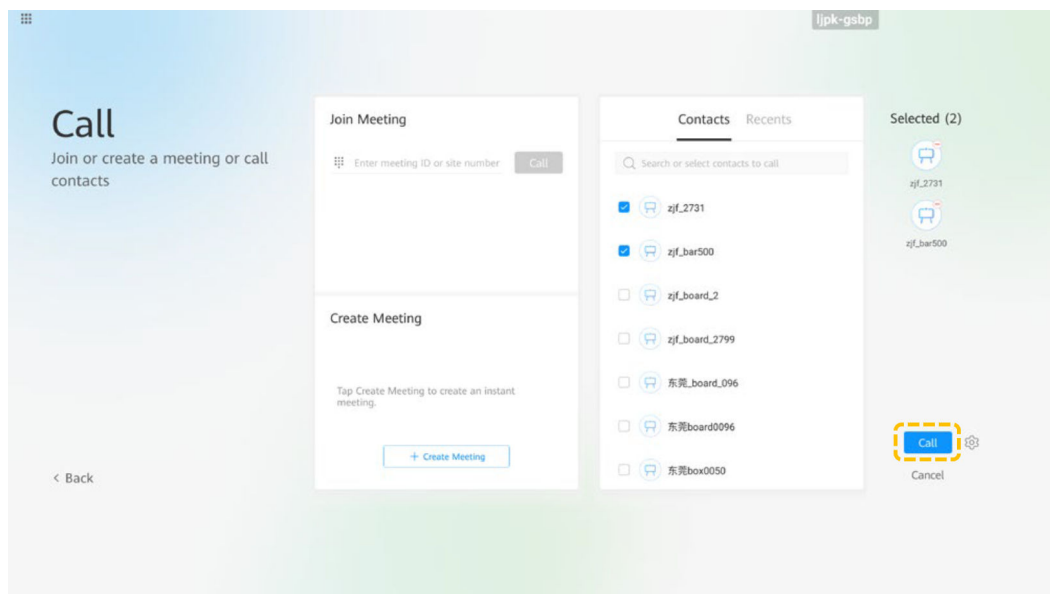 ljpk-gsbp
Call
Join or create a meeting or call
contacts
< Back
Join Meeting
Enter meeting ID or site number
Call
Create Meeting
Tap Create Meeting to create an instant
meeting.
+ Create Meeting
Contacts Recents
Search or select contacts to call
zjf_2731
zjf_bar500
zjf_board_2
zjf_board_2799
东莞_board_096
东莞board0096
东莞box0050
Selected (2)
zjf_2731
zjf_bar500
Call
Cancel